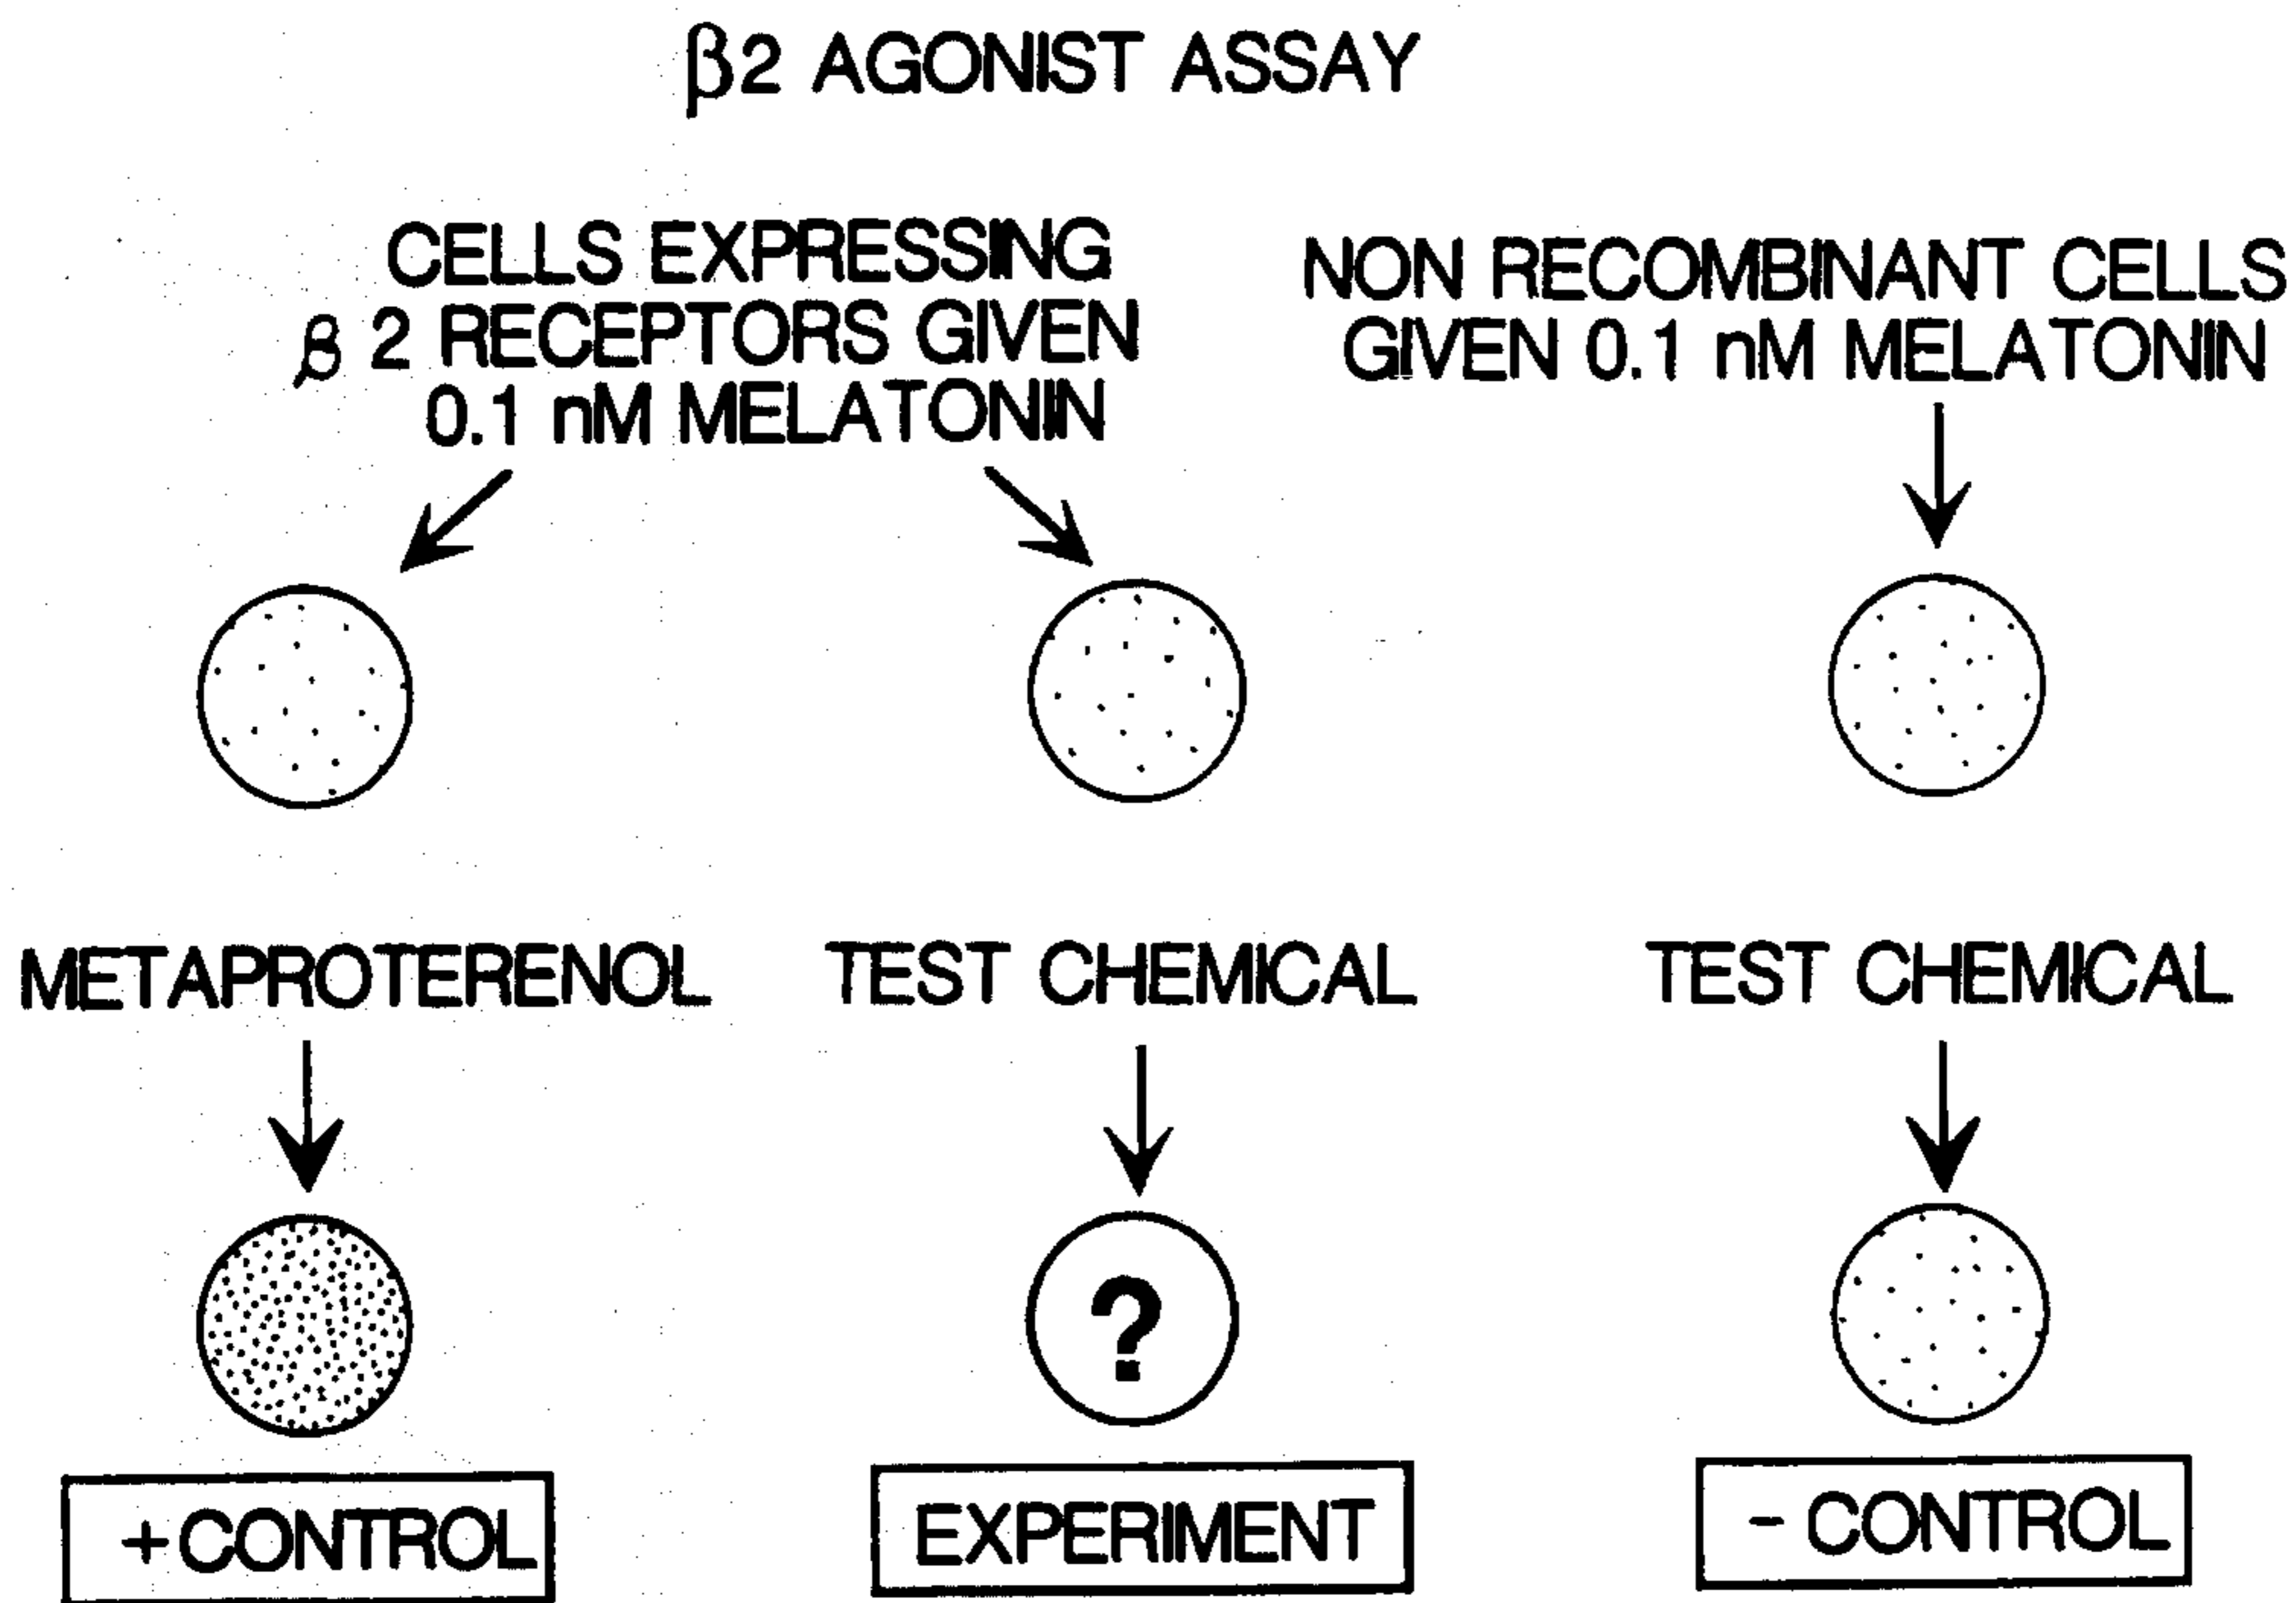 β2 AGONIST ASSAY
CELLS EXPRESSING
β 2 RECEPTORS GIVEN
0.1 nM MELATONIN
NON RECOMBINANT CELLS
GIVEN 0.1 nM MELATONIN
METAPROTERENOL
TEST CHEMICAL
TEST CHEMICAL
?
+CONTROL
EXPERIMENT
- CONTROL